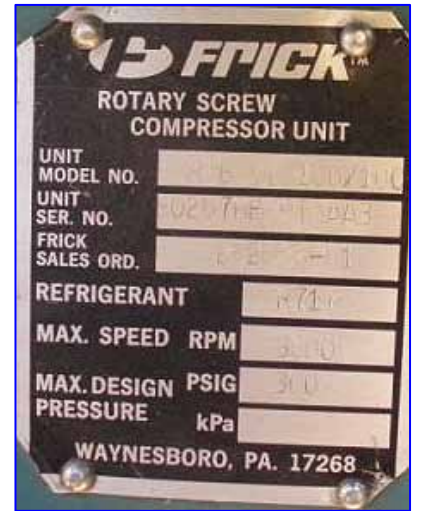 FRICK™
ROTARY SCREW
COMPRESSOR UNIT
UNIT
MODEL NO.
UNIT
SER. NO.
FRICK
SALES ORD.
REFRIGERANT
MAX. SPEED RPM
MAX. DESIGN PSIG
PRESSURE
kPa
WAYNESBORO, PA. 17268